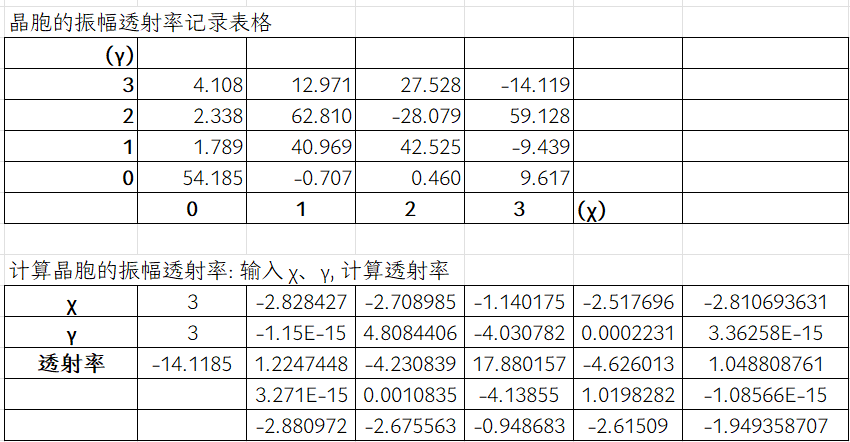 晶胞的振幅透射率记录表格
(γ)
3 4.108 12.971 27.528 -14.119
2 2.338 62.810 -28.079 59.128
1 1.789 40.969 42.525 -9.439
0 54.185 -0.707 0.460 9.617
0 1 2 3 (χ)
计算晶胞的振幅透射率: 输入 χ、γ, 计算透射率
χ 3 -2.828427 -2.708985 -1.140175 -2.517696 -2.810693631
γ 3 -1.15E-15 4.8084406 -4.030782 0.0002231 3.36258E-15
透射率 -14.1185 1.2247448 -4.230839 17.880157 -4.626013 1.048808761
3.271E-15 0.0010835 -4.13855 1.0198282 -1.08566E-15
-2.880972 -2.675563 -0.948683 -2.61509 -1.949358707